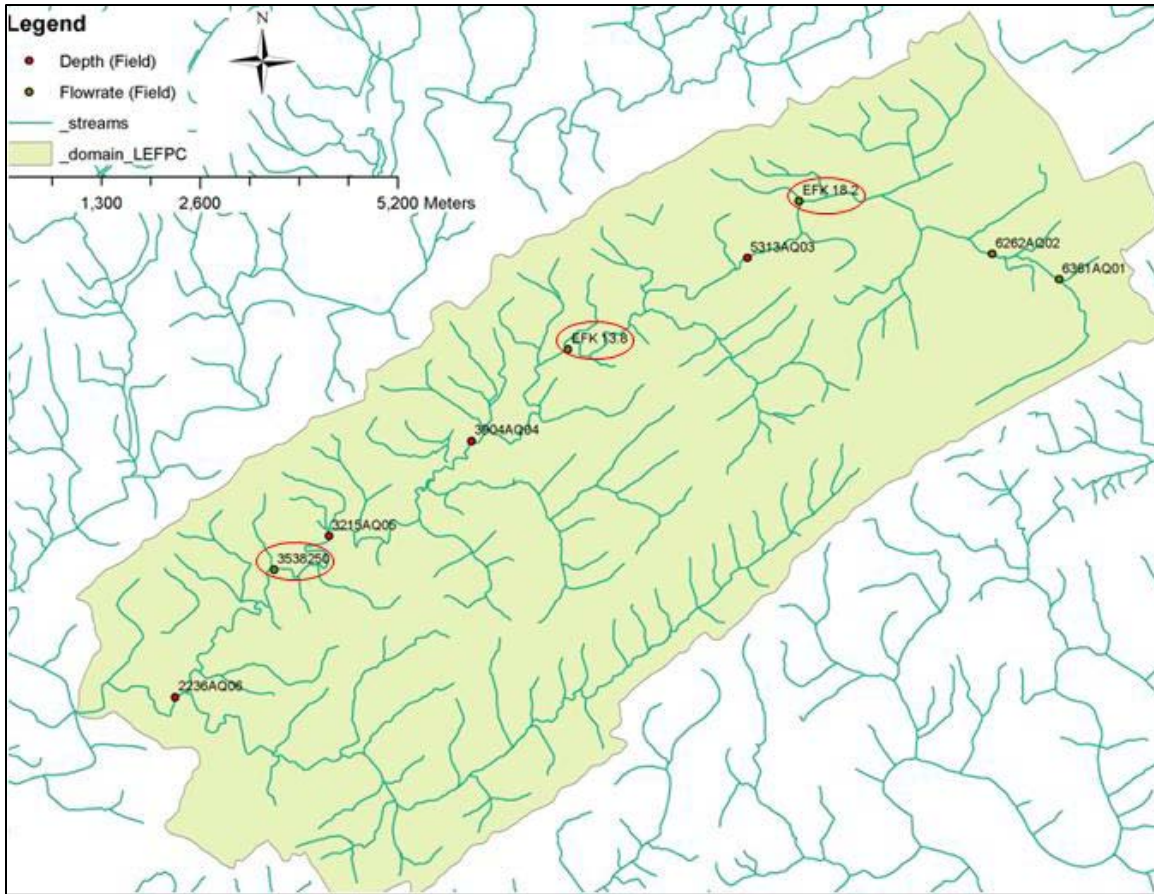 Legend
N
Depth (Field)
Flowrate (Field)
_streams
_domain_LEFPC
1,300 2,600 5,200 Meters
EFK 18.2
5313AQ03
6262AQ02
6361AQ01
EFK 13.8
3904AQ04
3215AQ05
3538250
2236AQ06